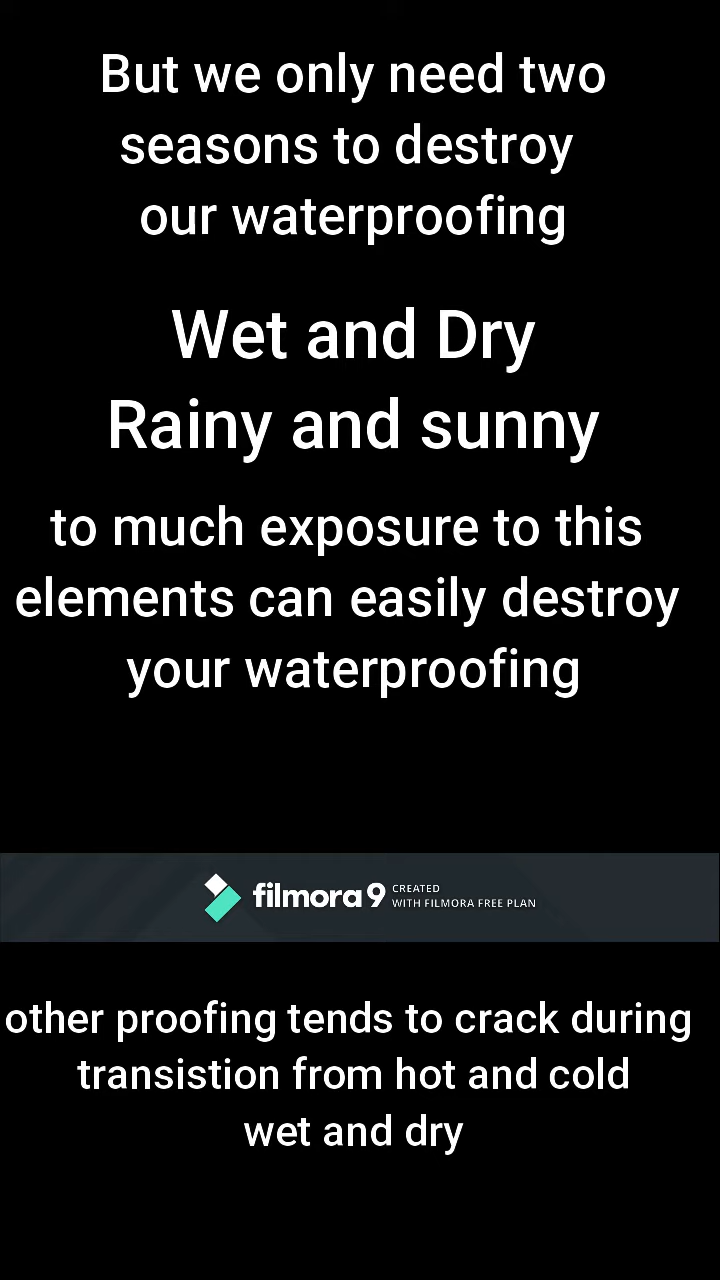 But we only need two
seasons to destroy
our waterproofing
Wet and Dry
Rainy and sunny
to much exposure to this
elements can easily destroy
your waterproofing
filmora 9 CREATED
WITH FILMORA FREE PLAN
other proofing tends to crack during
transistion from hot and cold
wet and dry